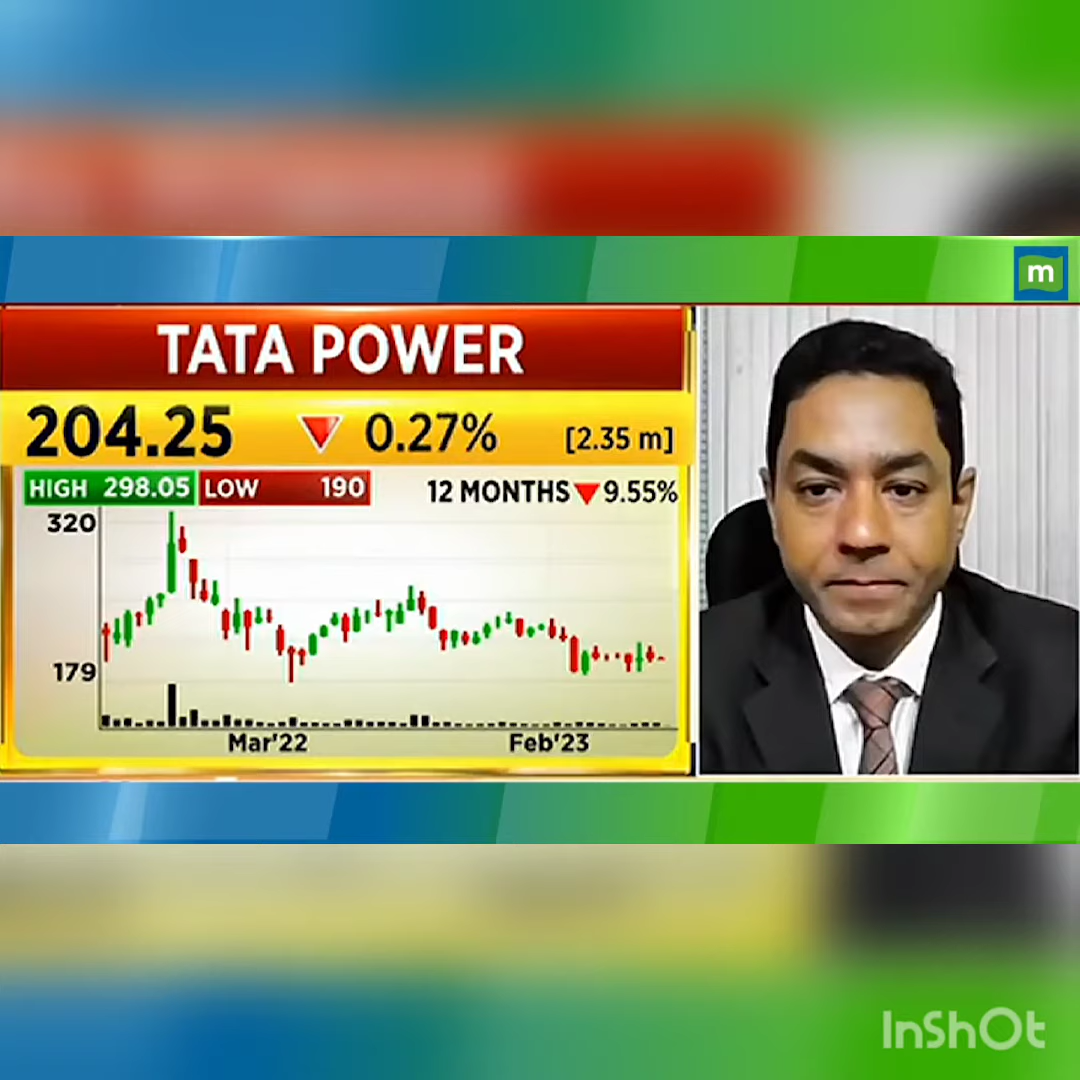 m
TATA POWER
204.25 ▼ 0.27% [2.35 m]
HIGH 298.05 LOW 190 12 MONTHS ▼ 9.55%
320
179
Mar'22 Feb'23
InShOt